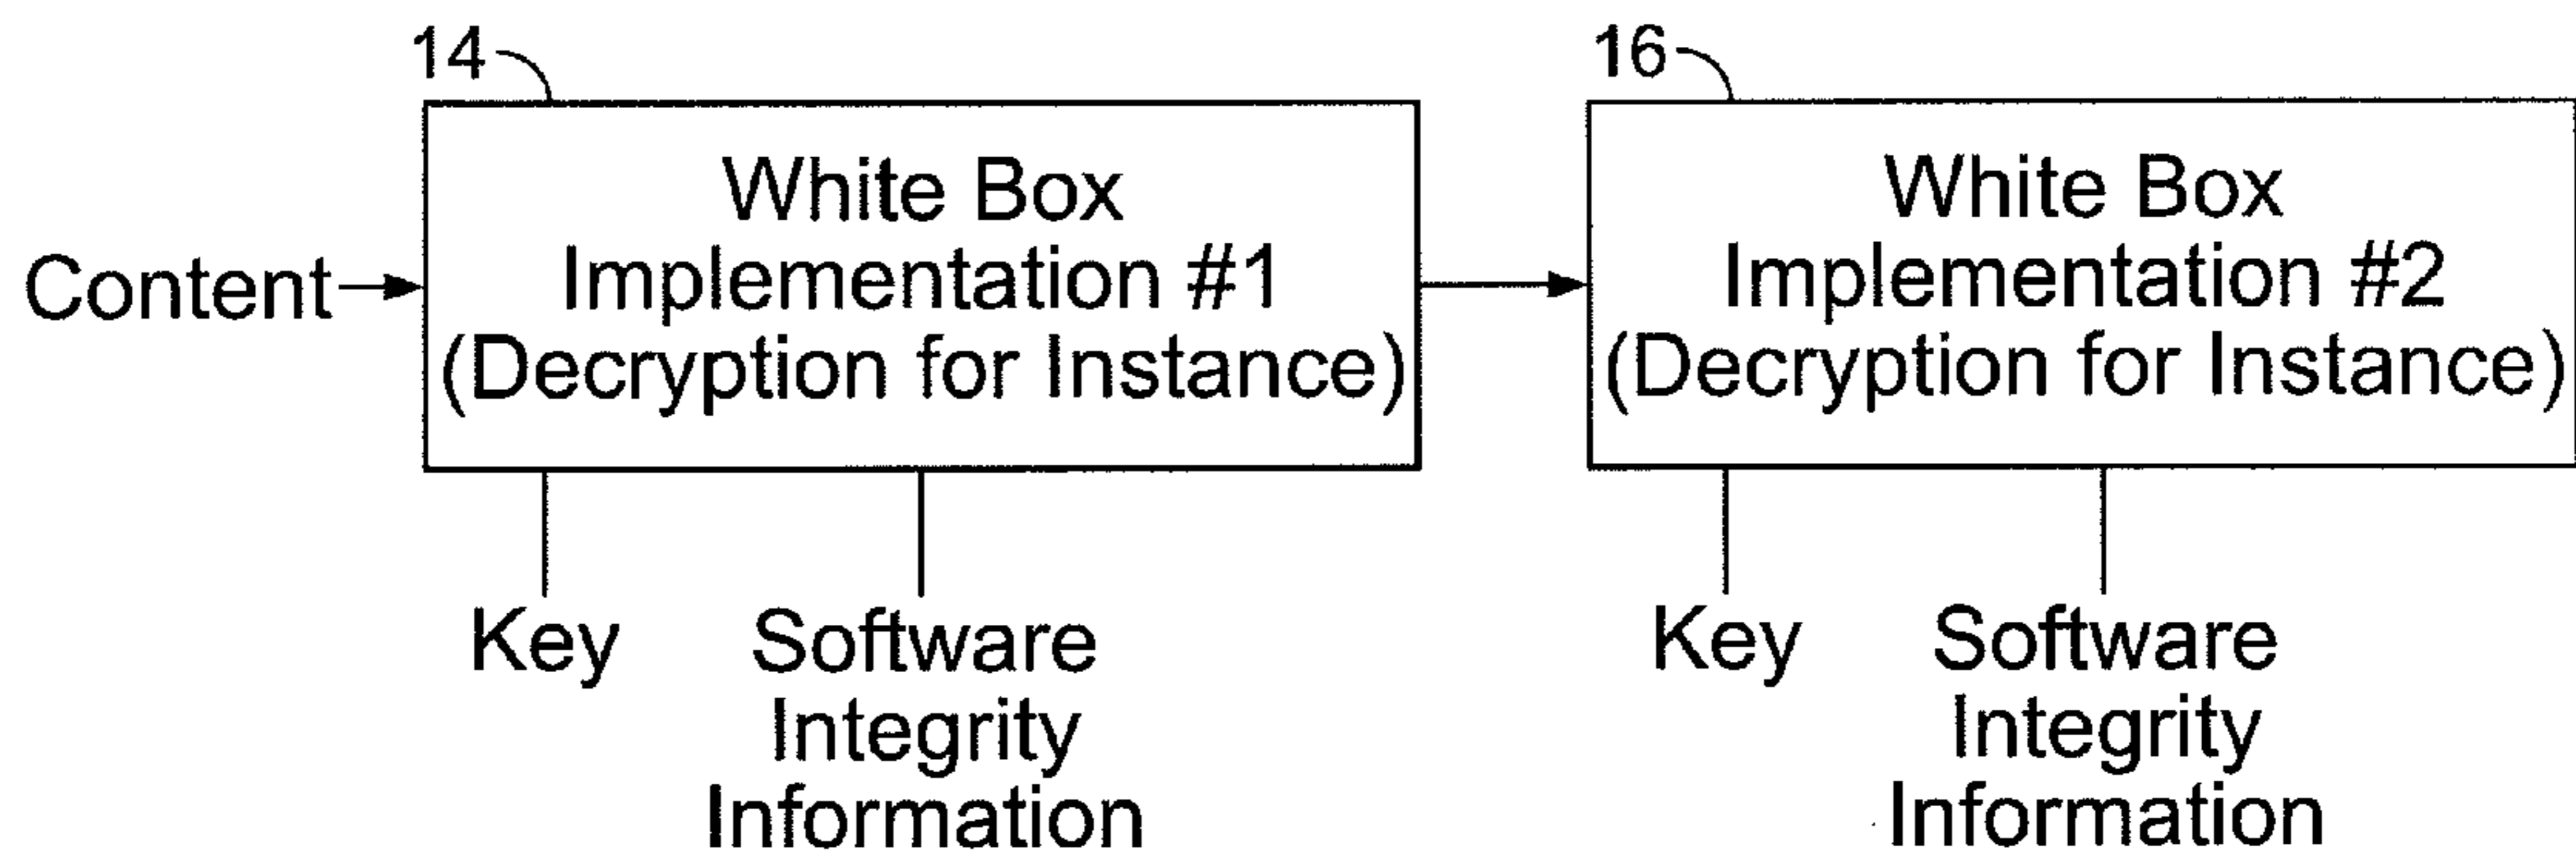 14
White Box
Implementation #1
(Decryption for Instance)
Content
Key
Software
Integrity
Information
16
White Box
Implementation #2
(Decryption for Instance)
Key
Software
Integrity
Information